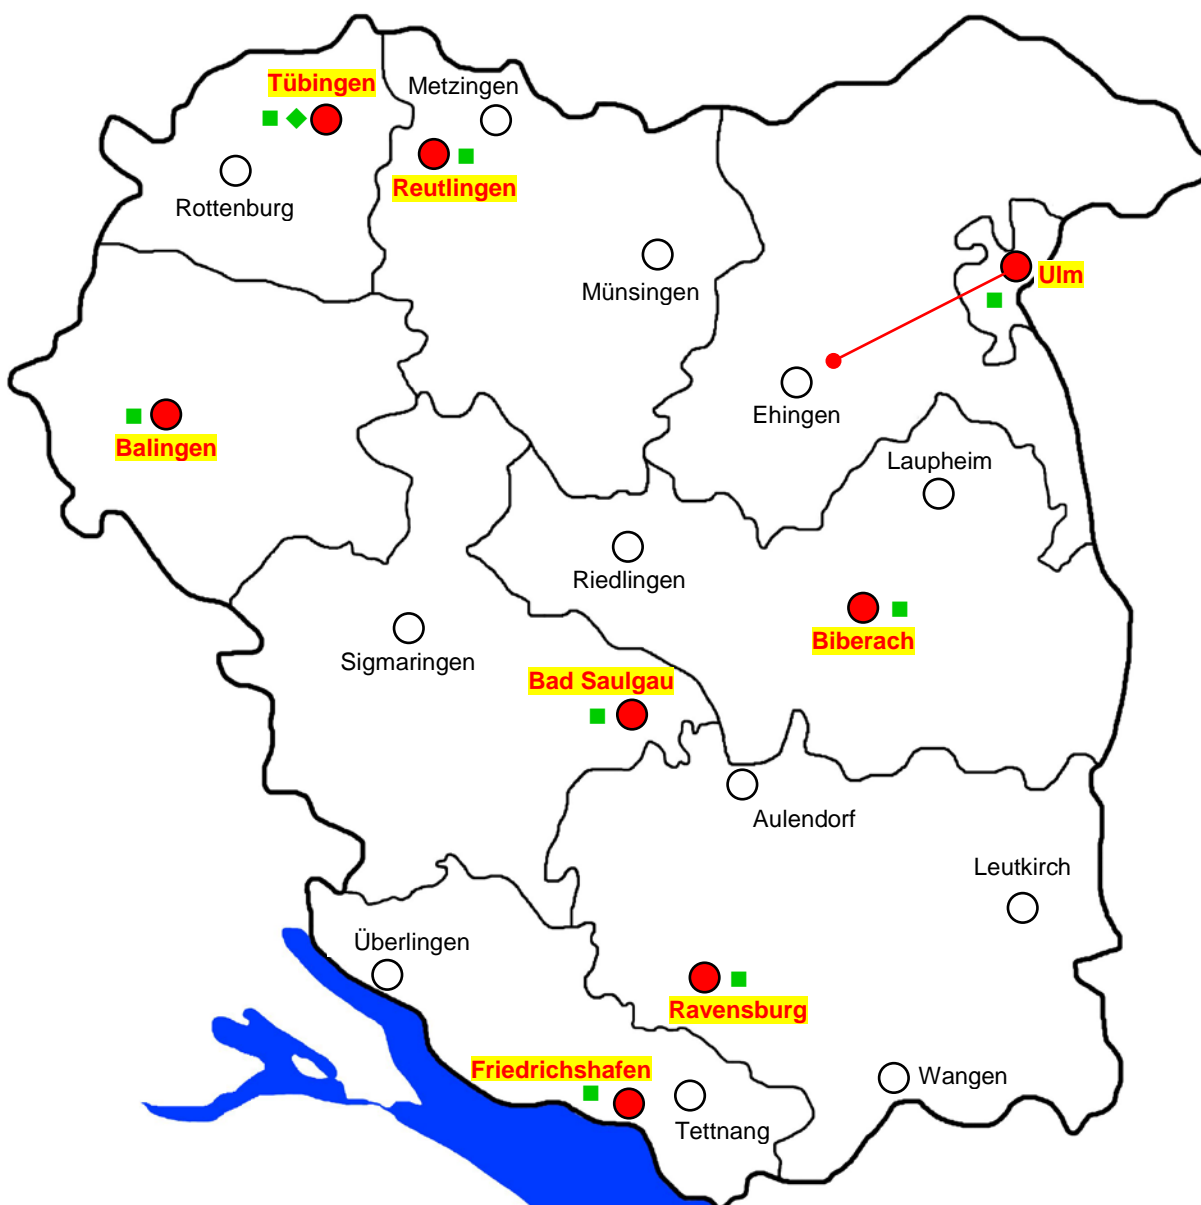 Tübingen
Metzingen
Reutlingen
Rottenburg
Ulm
Münsingen
Ehingen
Balingen
Laupheim
Riedlingen
Biberach
Sigmaringen
Bad Saulgau
Aulendorf
Leutkirch
Überlingen
Ravensburg
Friedrichshafen
Wangen
Tettnang